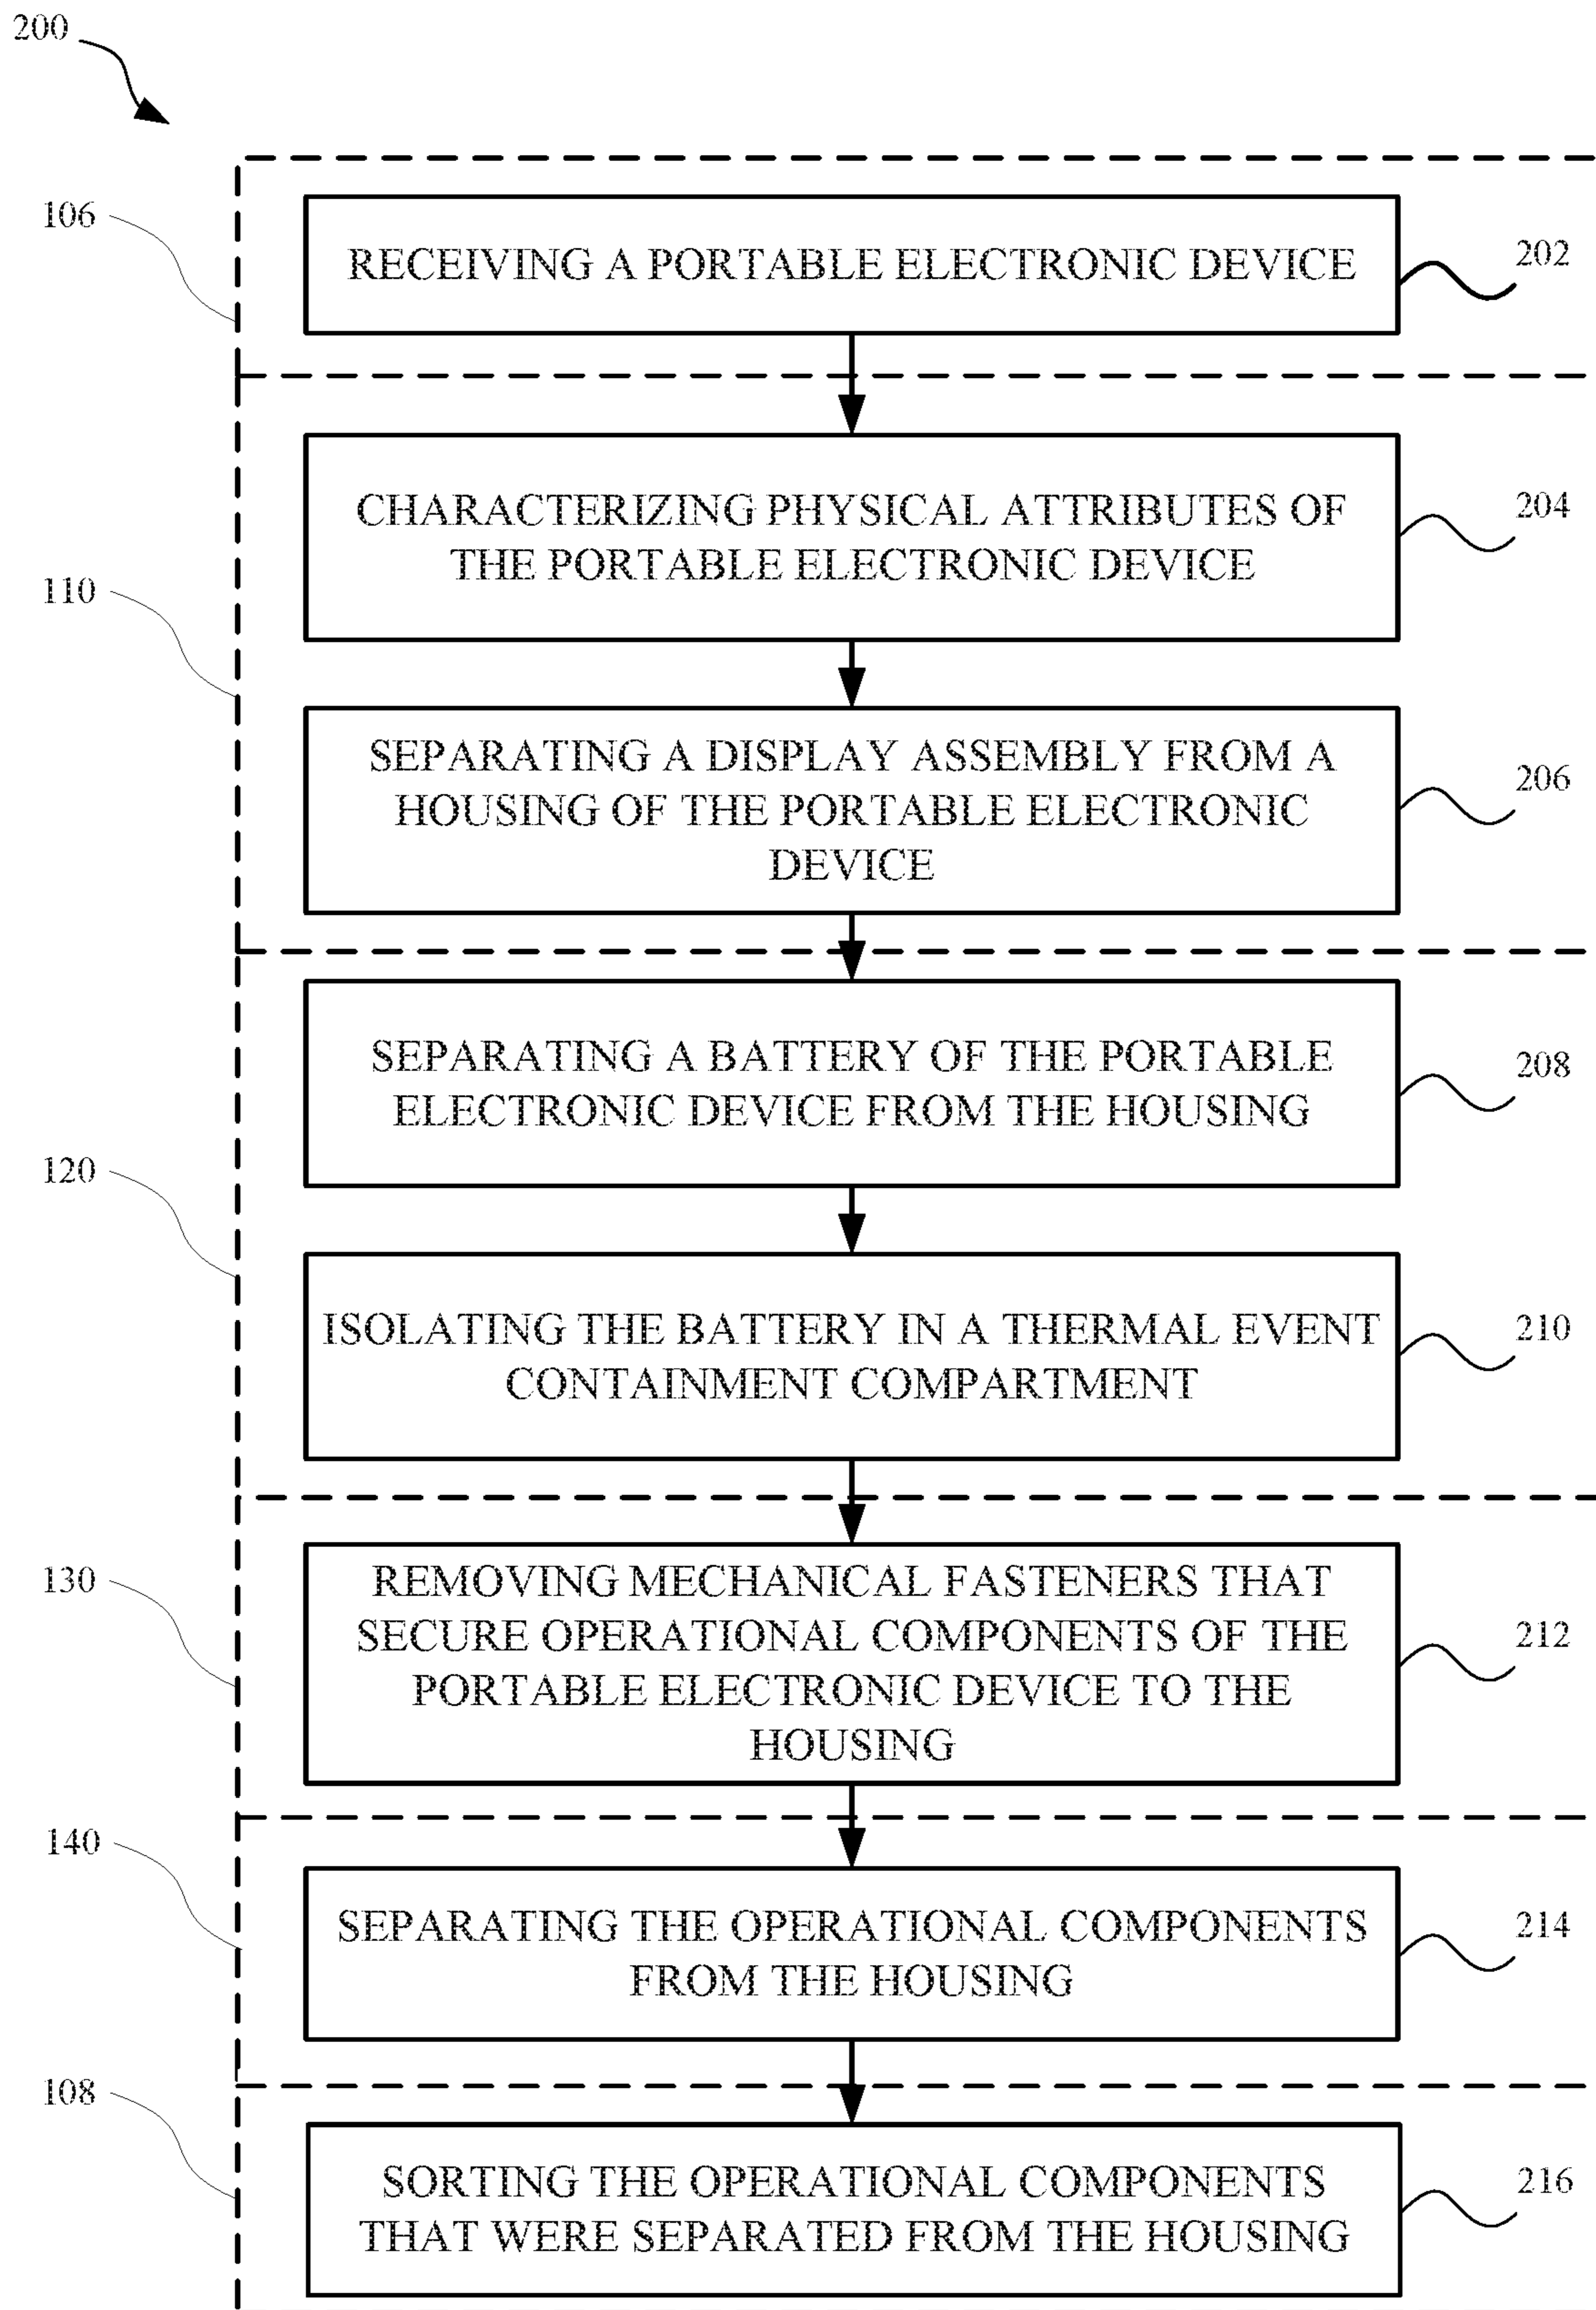 200
106
RECEIVING A PORTABLE ELECTRONIC DEVICE
202
CHARACTERIZING PHYSICAL ATTRIBUTES OF
THE PORTABLE ELECTRONIC DEVICE
204
110
SEPARATING A DISPLAY ASSEMBLY FROM A
HOUSING OF THE PORTABLE ELECTRONIC
DEVICE
206
SEPARATING A BATTERY OF THE PORTABLE
ELECTRONIC DEVICE FROM THE HOUSING
208
120
ISOLATING THE BATTERY IN A THERMAL EVENT
CONTAINMENT COMPARTMENT
210
130
REMOVING MECHANICAL FASTENERS THAT
SECURE OPERATIONAL COMPONENTS OF THE
PORTABLE ELECTRONIC DEVICE TO THE
HOUSING
212
140
SEPARATING THE OPERATIONAL COMPONENTS
FROM THE HOUSING
214
108
SORTING THE OPERATIONAL COMPONENTS
THAT WERE SEPARATED FROM THE HOUSING
216